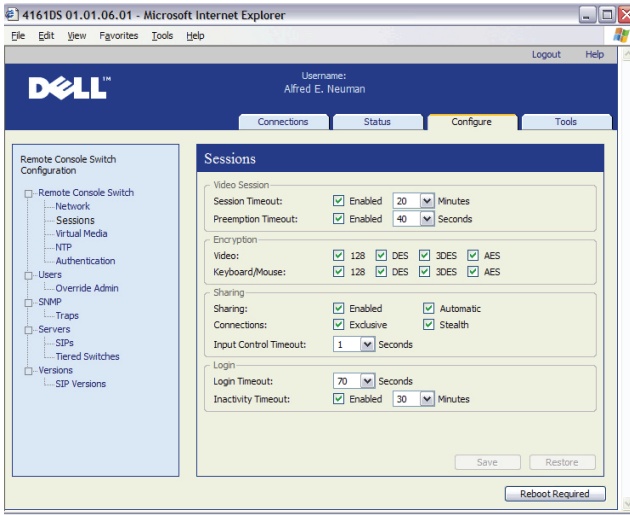 4161DS 01.01.06.01 - Microsoft Internet Explorer
File Edit View Favorites Tools Help
Logout Help
DELL™
Username:
Alfred E. Neuman
Connections Status Configure Tools
Remote Console Switch
Configuration
Remote Console Switch
Network
Sessions
Virtual Media
NTP
Authentication
Users
Override Admin
SNMP
Traps
Servers
SIPs
Tiered Switches
Versions
SIP Versions
Sessions
Video Session
Session Timeout: Enabled 20 Minutes
Preemption Timeout: Enabled 40 Seconds
Encryption
Video: 128 DES 3DES AES
Keyboard/Mouse: 128 DES 3DES AES
Sharing
Sharing: Enabled Automatic
Connections: Exclusive Stealth
Input Control Timeout: 1 Seconds
Login
Login Timeout: 70 Seconds
Inactivity Timeout: Enabled 30 Minutes
Save Restore
Reboot Required